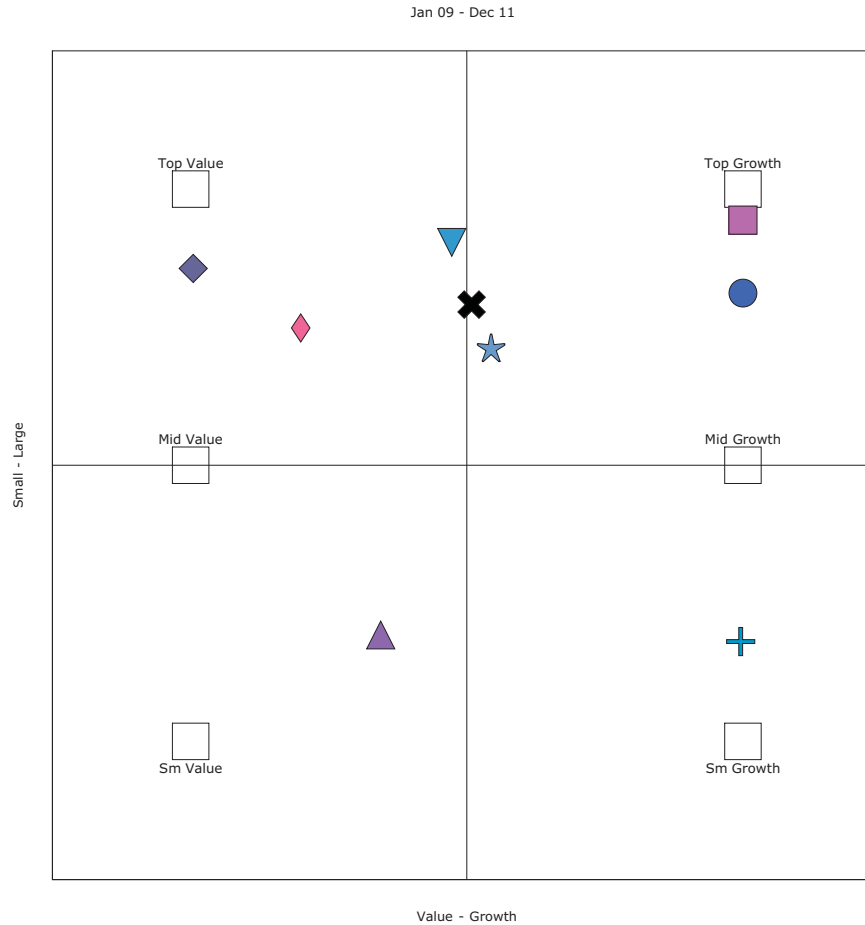 Jan 09 - Dec 11
Top Value
Top Growth
Mid Value
Mid Growth
Small - Large
Sm Value
Sm Growth
Value - Growth